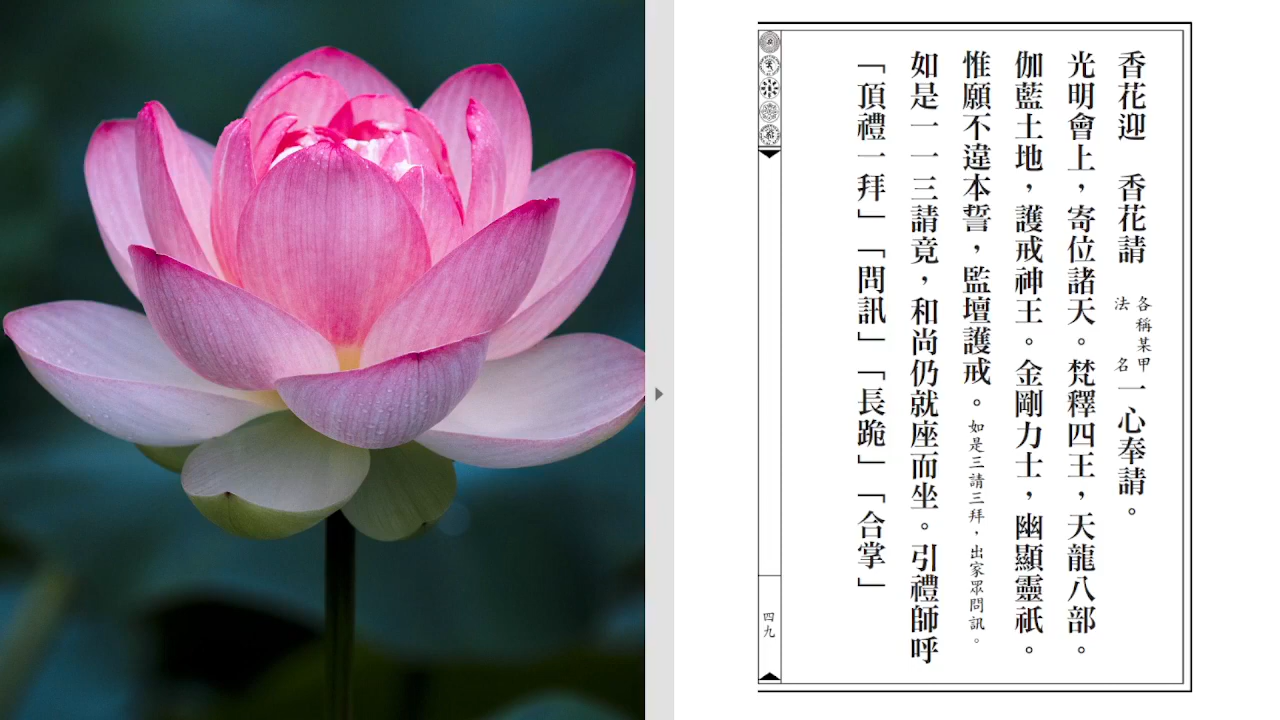 香花迎　香花請　各稱某甲法名　一心奉請。
光明會上，寄位諸天。梵釋四王，天龍八部。
伽藍土地，護戒神王。金剛力士，幽顯靈祇。
惟願不違本誓，監壇護戒。如是三請三拜，出家眾問訊。
如是一一三請竟，和尚仍就座而坐。引禮師呼
「頂禮一拜」「問訊」「長跪」「合掌」
四九